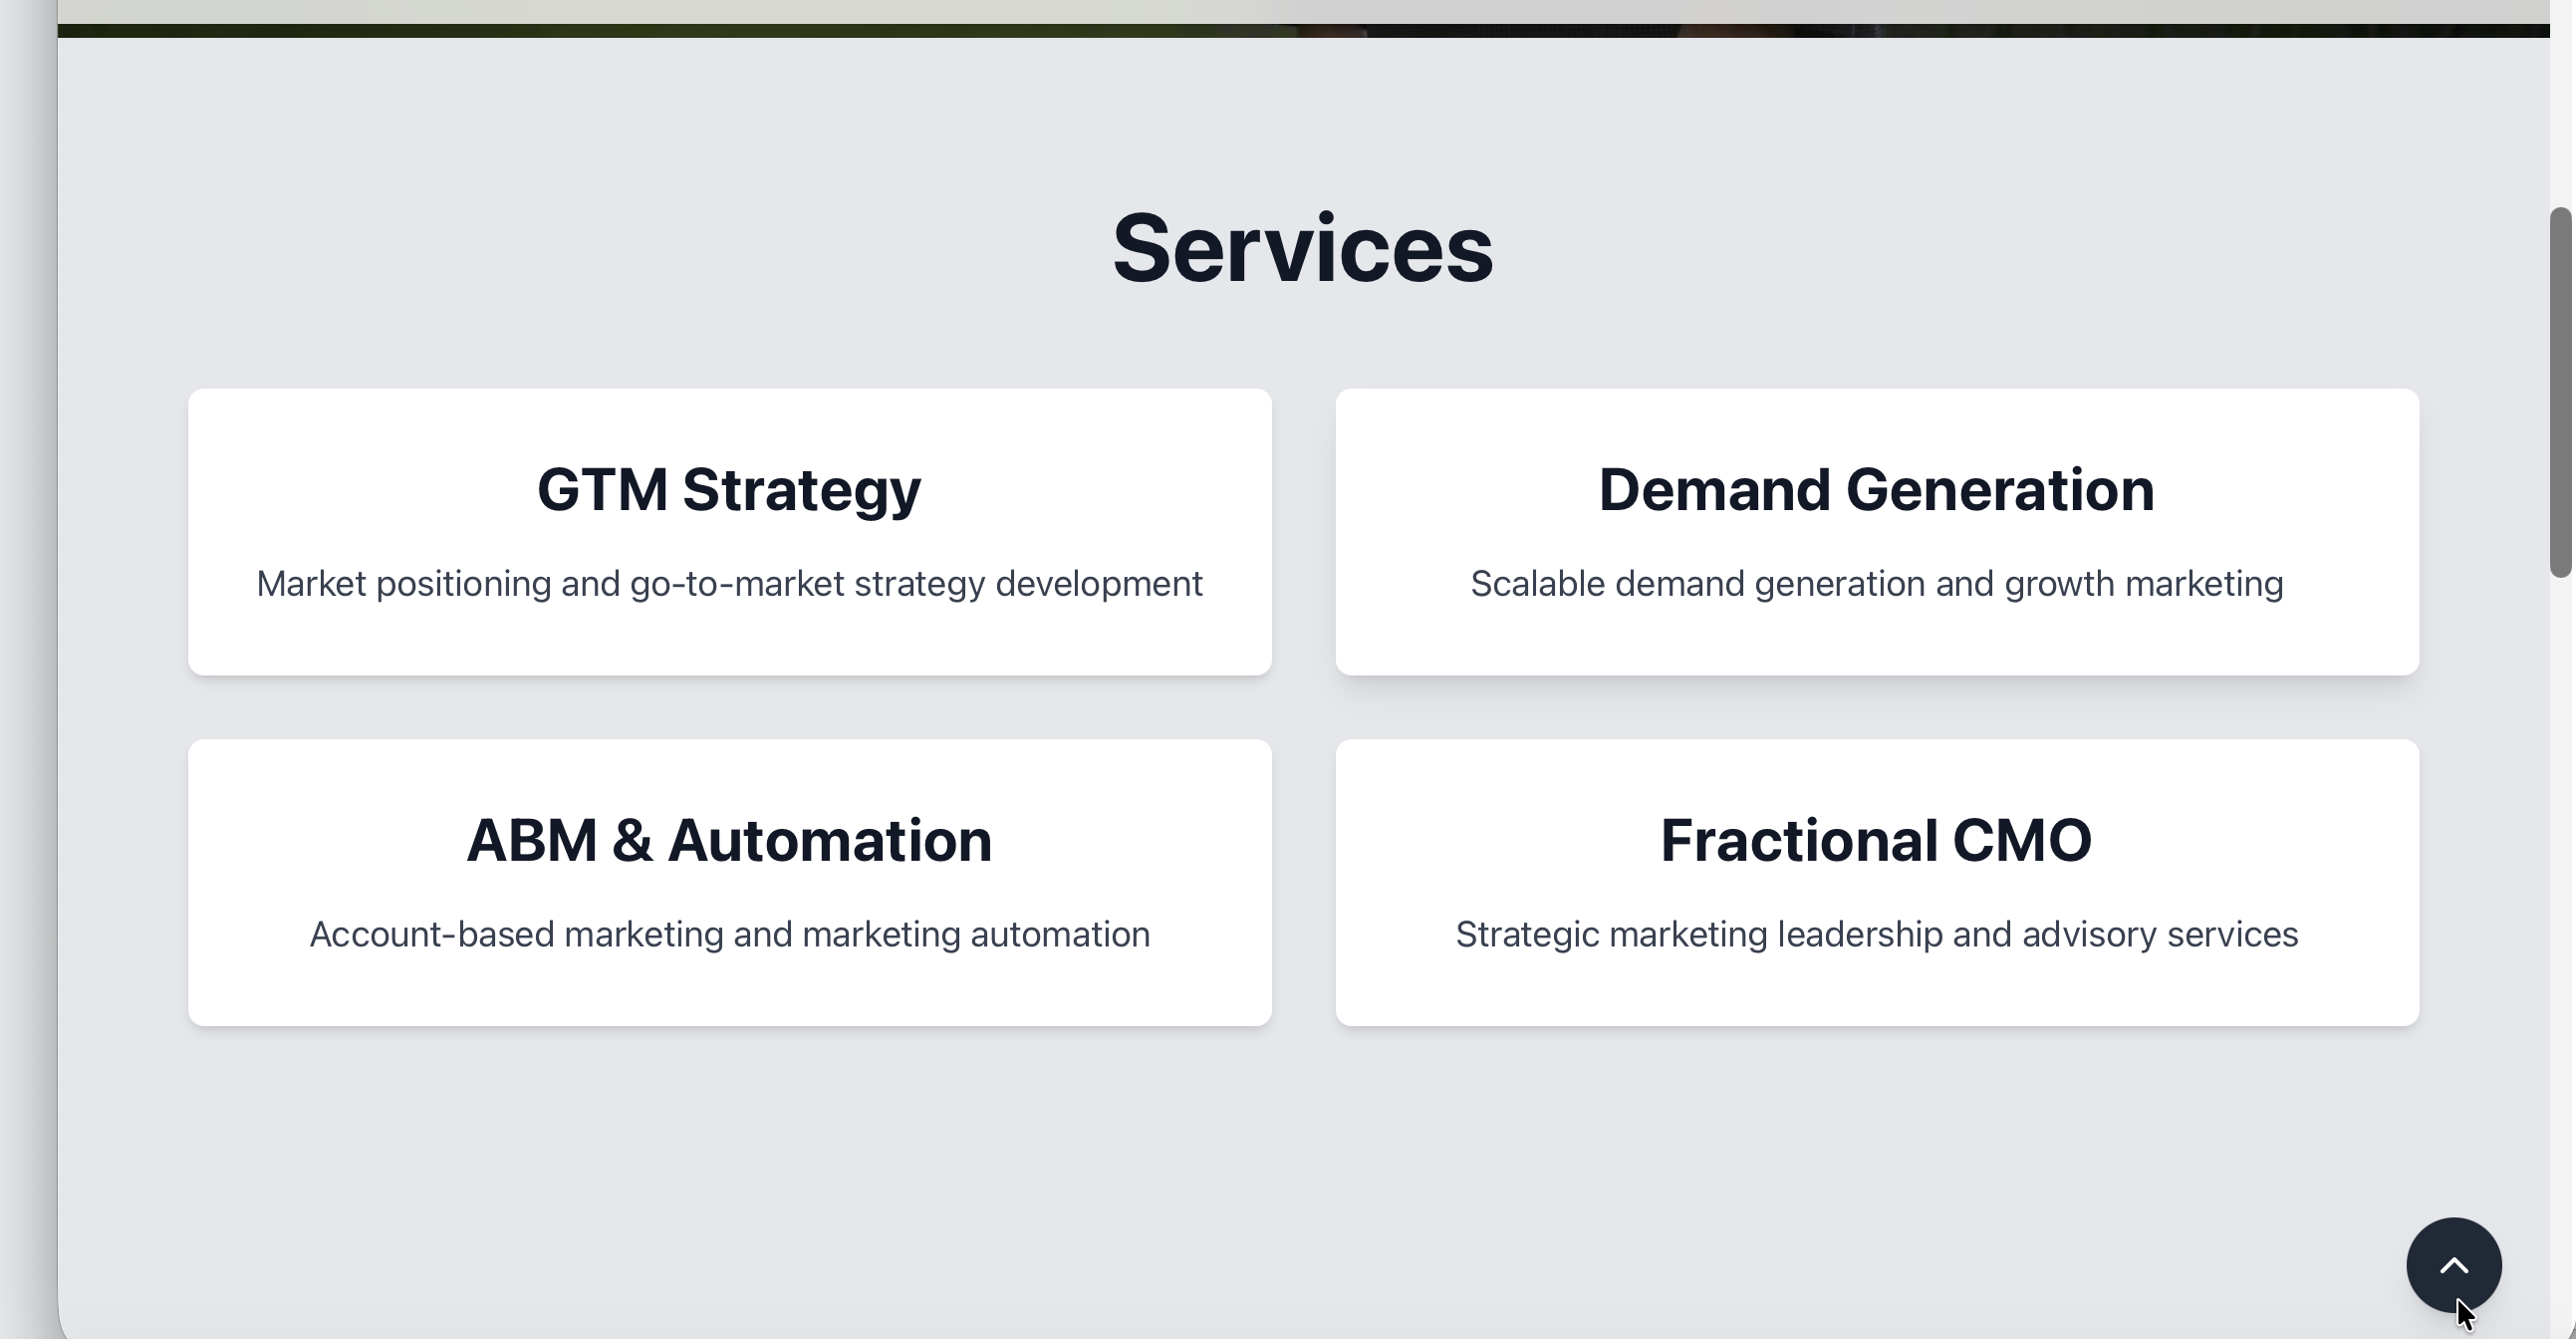 Services
GTM Strategy
Market positioning and go-to-market strategy development
Demand Generation
Scalable demand generation and growth marketing
ABM & Automation
Account-based marketing and marketing automation
Fractional CMO
Strategic marketing leadership and advisory services